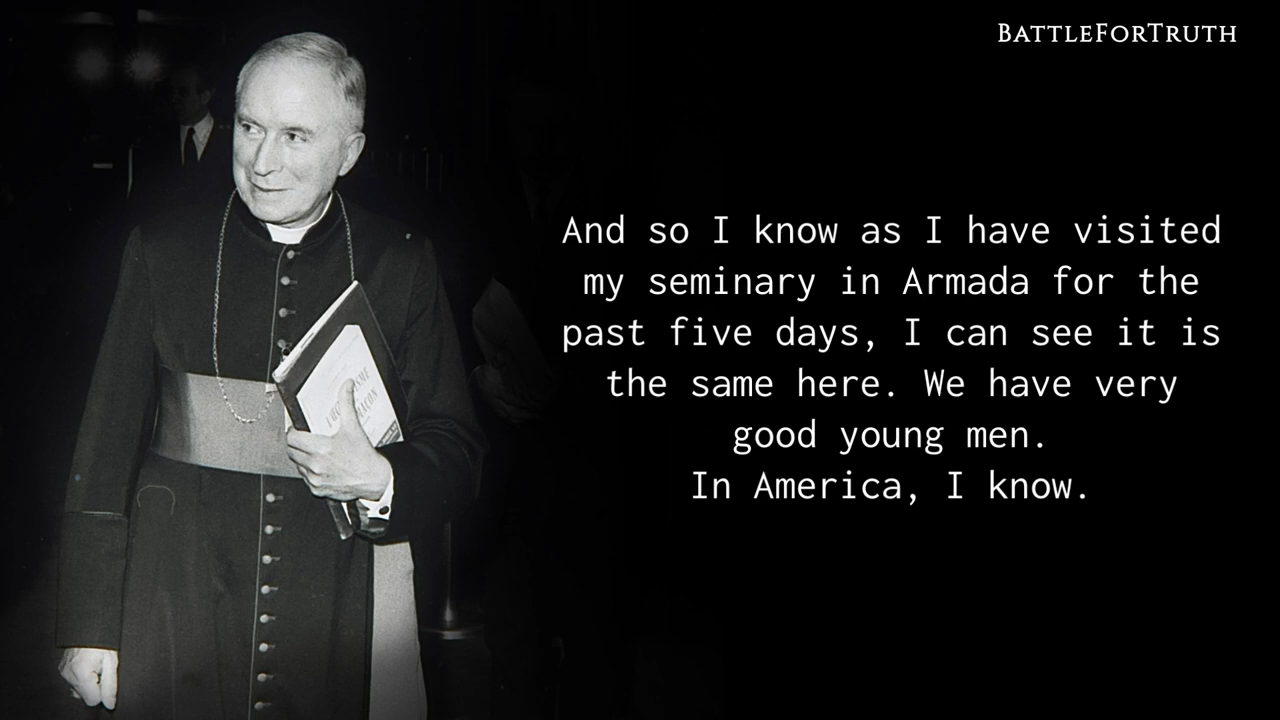 BATTLEFORTRUTH
And so I know as I have visited
my seminary in Armada for the
past five days, I can see it is
the same here. We have very
good young men.
In America, I know.